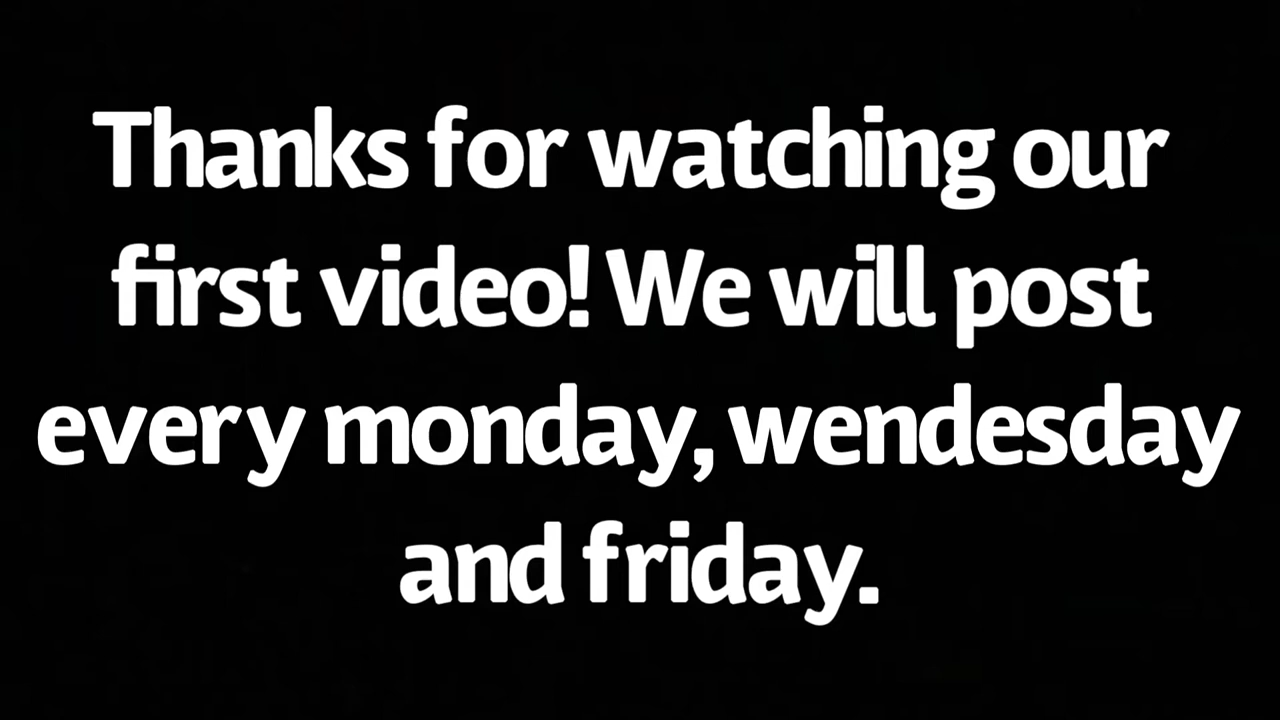 Thanks for watching our
first video! We will post
every monday, wendesday
and friday.